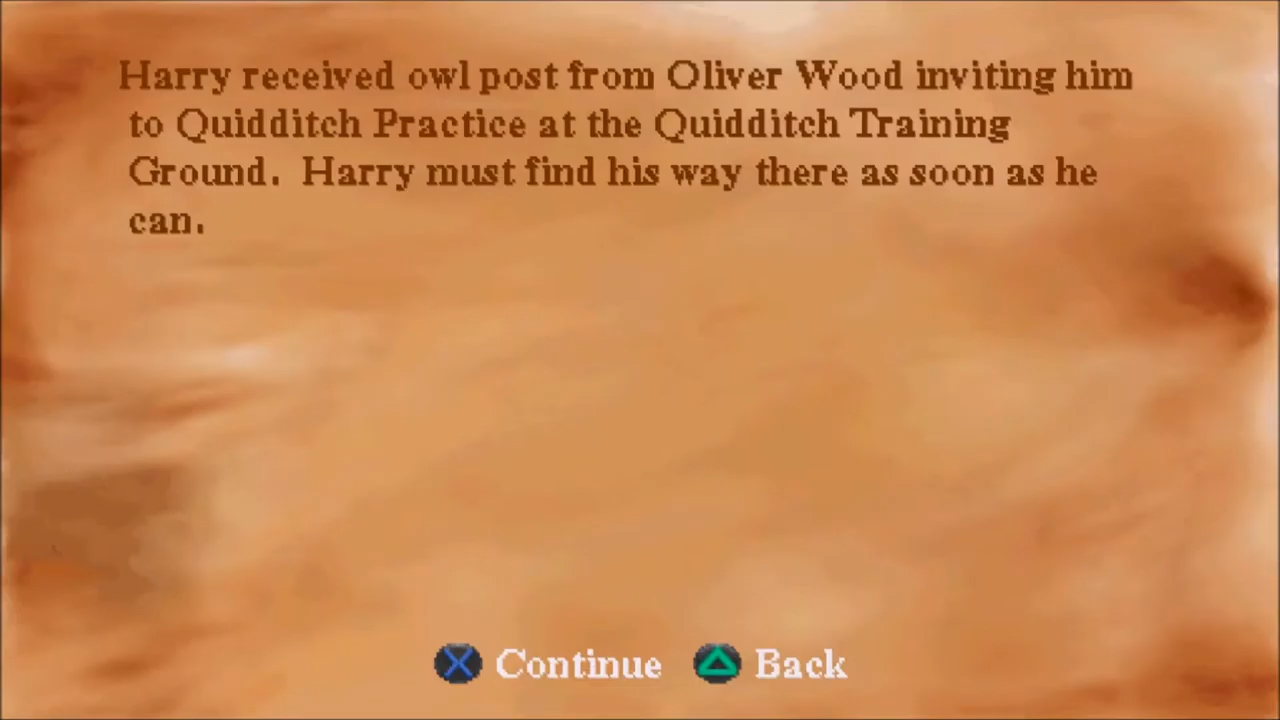 Harry received owl post from Oliver Wood inviting him
to Quidditch Practice at the Quidditch Training
Ground.  Harry must find his way there as soon as he
can.
Continue Back